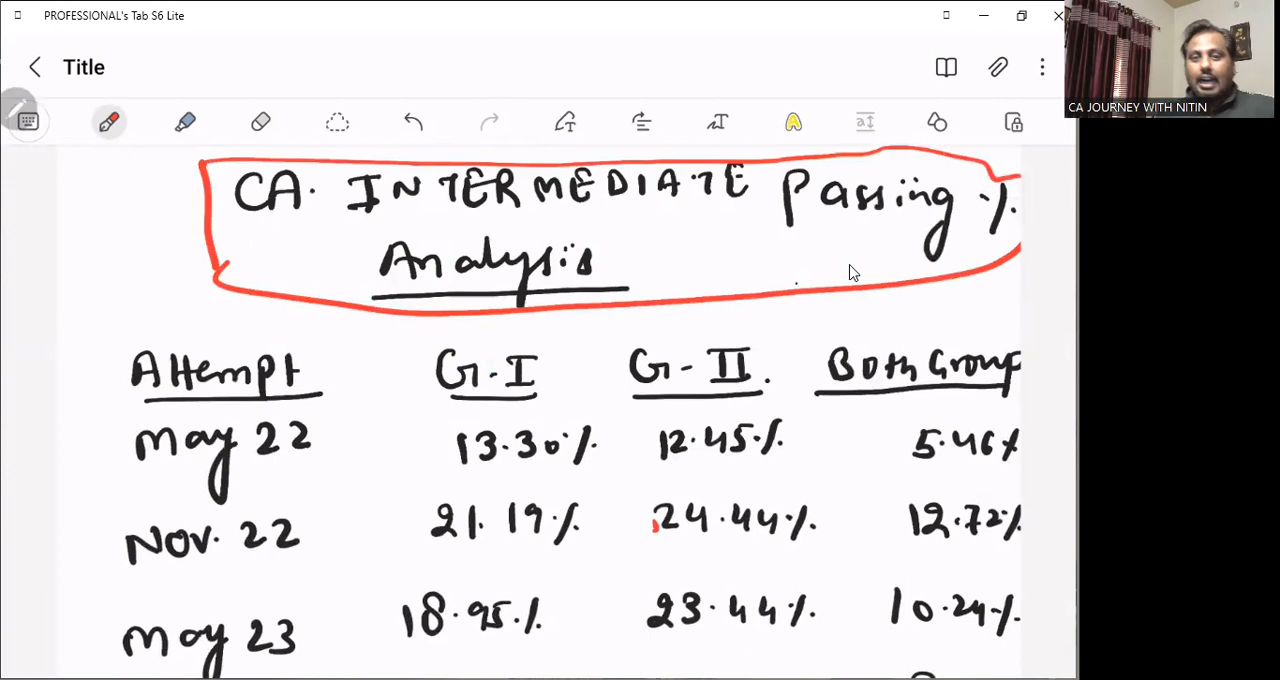 PROFESSIONAL's Tab S6 Lite
Title
CA JOURNEY WITH NITIN
CA. INTERMEDIATE Passing %
Analysis
Attempt G-I G-II. Both Group
May 22 13.30% 12.45% 5.46%
Nov. 22 21.19% 24.44% 12.72%
May 23 18.95% 23.44% 10.24%